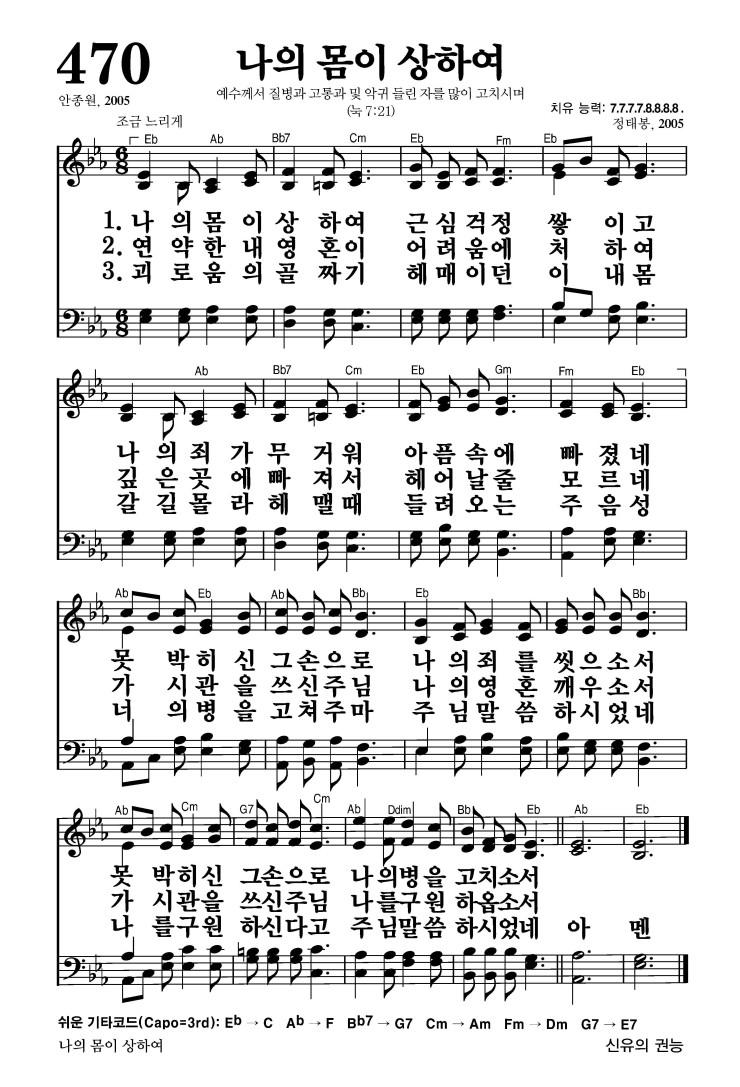 470 나의 몸이 상하여
예수께서 질병과 고통과 및 악귀 들린 자를 많이 고치시며
(눅 7:21)
안종원, 2005
치유 능력: 7.7.7.7.8.8.8.8.
정태봉, 2005
조금 느리게
Eb Ab Bb7 Cm Eb Fm Eb
6 8
1. 나 의 몸 이 상 하여 근 심 걱 정 쌓 이 고
2. 연 약 한 내 영 혼이 어 려 움 에 처 하 여
3. 괴 로 움 의 골 짜기 헤 매 이 던 이 내 몸
6 8
Ab Bb7 Cm Eb Gm Fm Eb
나 의 죄 가 무 거 워 아 픔 속 에 빠 졌 네
깊 은 곳 에 빠 져 서 헤 어 날 줄 모 르 네
갈 길 몰 라 헤 맬 때 들 려 오 는 주 음 성
Ab Eb Ab Bb Eb Bb
못 박 히 신 그 손 으 로 나 의 죄 를 씻 으 소 서
가 시 관 을 쓰 신 주 님 나 의 영 혼 깨 우 소 서
너 의 병 을 고 쳐 주 마 주 님 말 씀 하 시 었 네
Ab Cm G7 Cm Ab Ddim Bb Eb Ab Eb
못 박 히 신 그 손 으 로 나 의 병 을 고 치 소 서
가 시 관 을 쓰 신 주 님 나 를 구 원 하 옵 소 서
나 를 구 원 하 신 다 고 주 님 말 씀 하 시 었 네 아 멘
쉬운 기타코드(Capo=3rd): Eb → C Ab → F Bb7 → G7 Cm → Am Fm → Dm G7 → E7
나의 몸이 상하여
신유의 권능